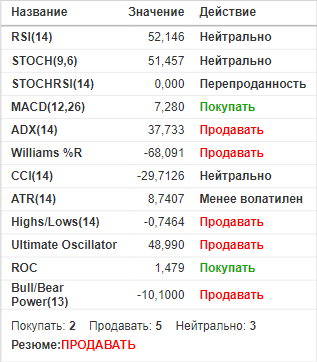 Название Значение Действие
RSI(14) 52,146 Нейтрально
STOCH(9,6) 51,457 Нейтрально
STOCHRSI(14) 0,000 Перепроданность
MACD(12,26) 7,280 Покупать
ADX(14) 37,733 Продавать
Williams %R -68,091 Продавать
CCI(14) -29,7126 Нейтрально
ATR(14) 8,7407 Менее волатилен
Highs/Lows(14) -0,7464 Продавать
Ultimate Oscillator 48,990 Продавать
ROC 1,479 Покупать
Bull/Bear
Power(13) -10,1000 Продавать
Покупать: 2 Продавать: 5 Нейтрально: 3
Резюме:ПРОДАВАТЬ